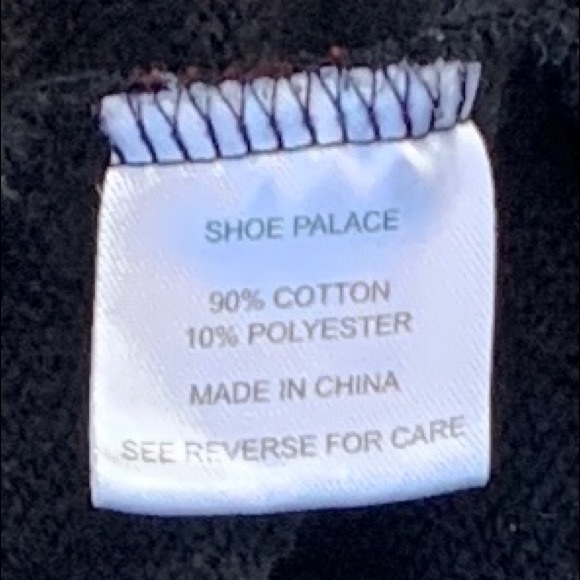 SHOE PALACE
90% COTTON
10% POLYESTER
MADE IN CHINA
SEE REVERSE FOR CARE